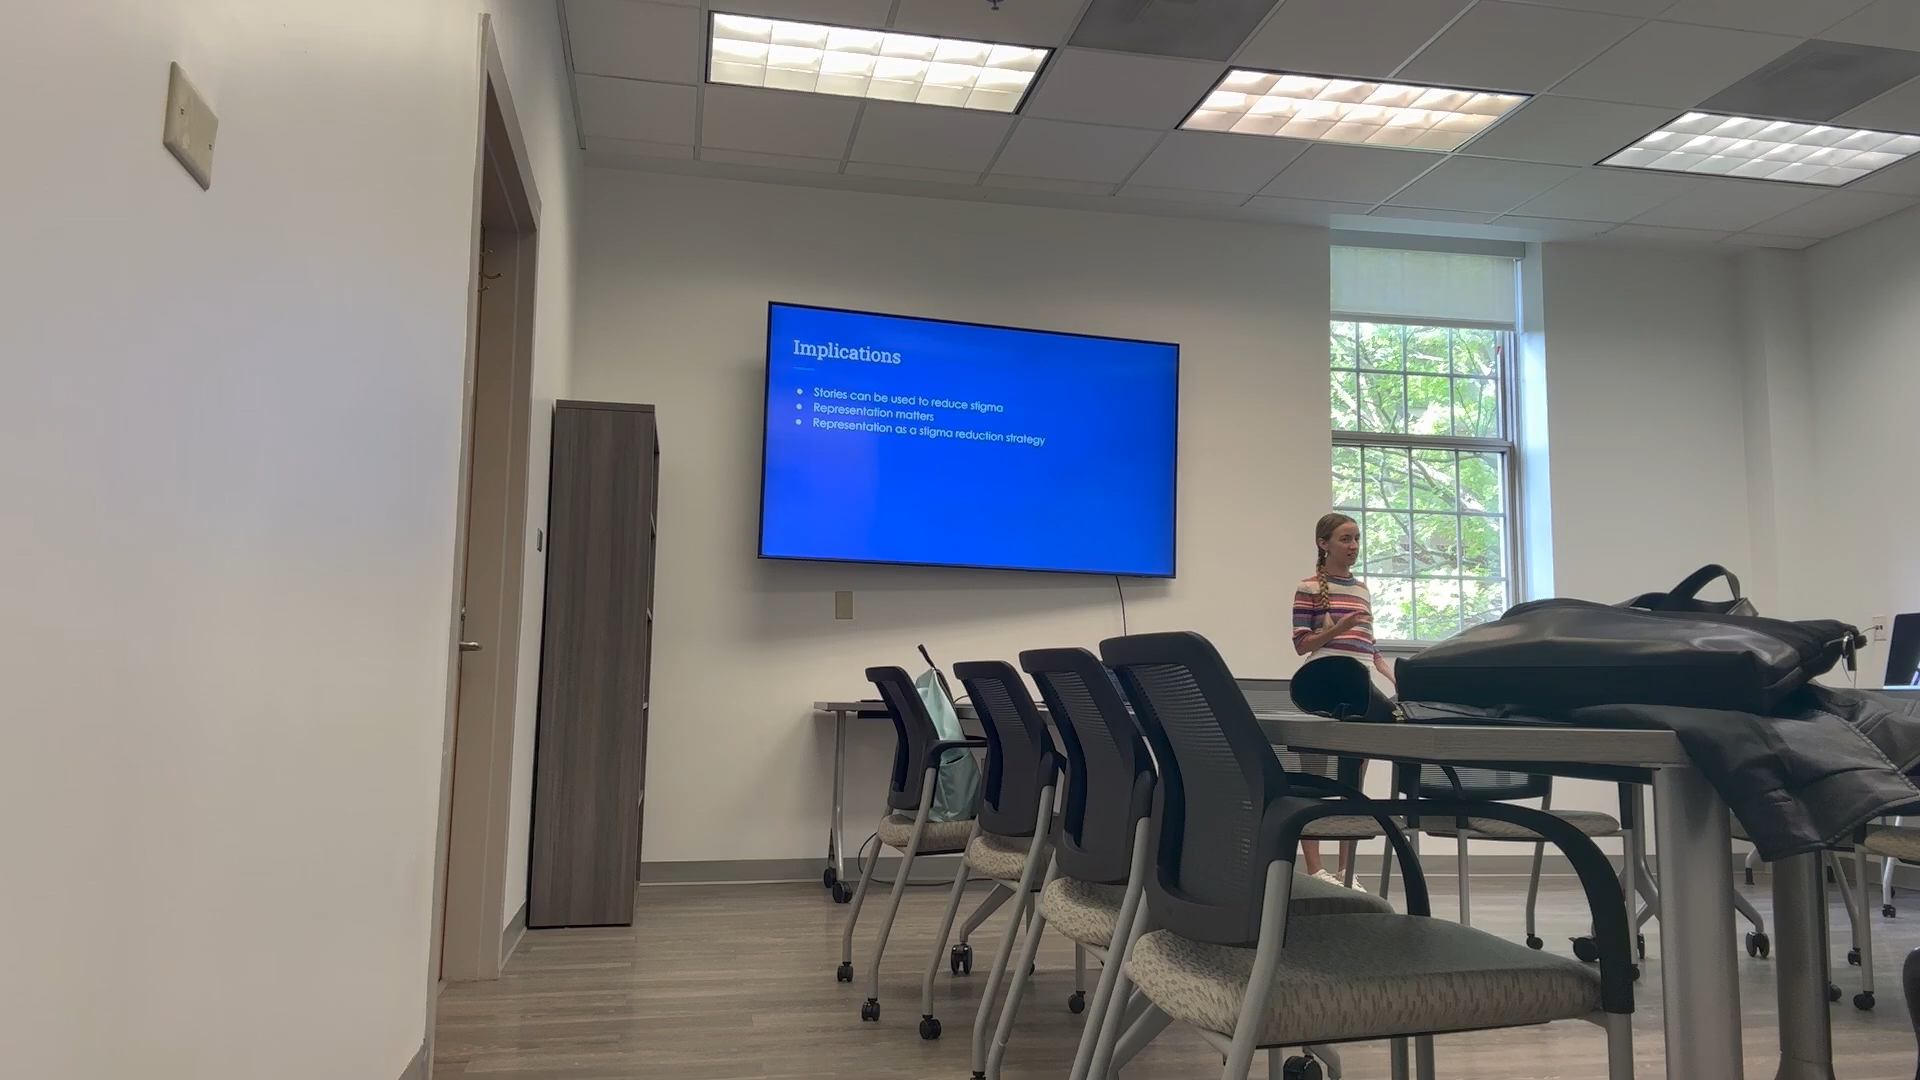 Implications
• Stories can be used to reduce stigma
• Representation matters
• Representation as a stigma reduction strategy